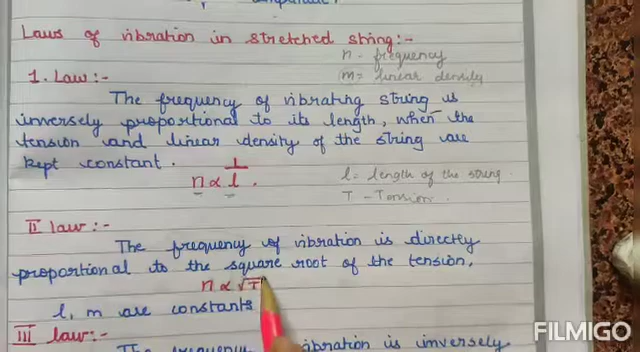 Laws of vibration in stretched string:-
n - frequency
m = linear density
1. Law:-
The frequency of vibrating string is
inversely proportional to its length, when the
tension and linear density of the string are
kept constant.
n ∝ 1/l.
l = length of the string
T - Tension.
II law:-
The frequency of vibration is directly
proportional to the square root of the tension.
n ∝ √T
l, m are constants
III law:-
The frequency vibration is inversely
FILMIGO